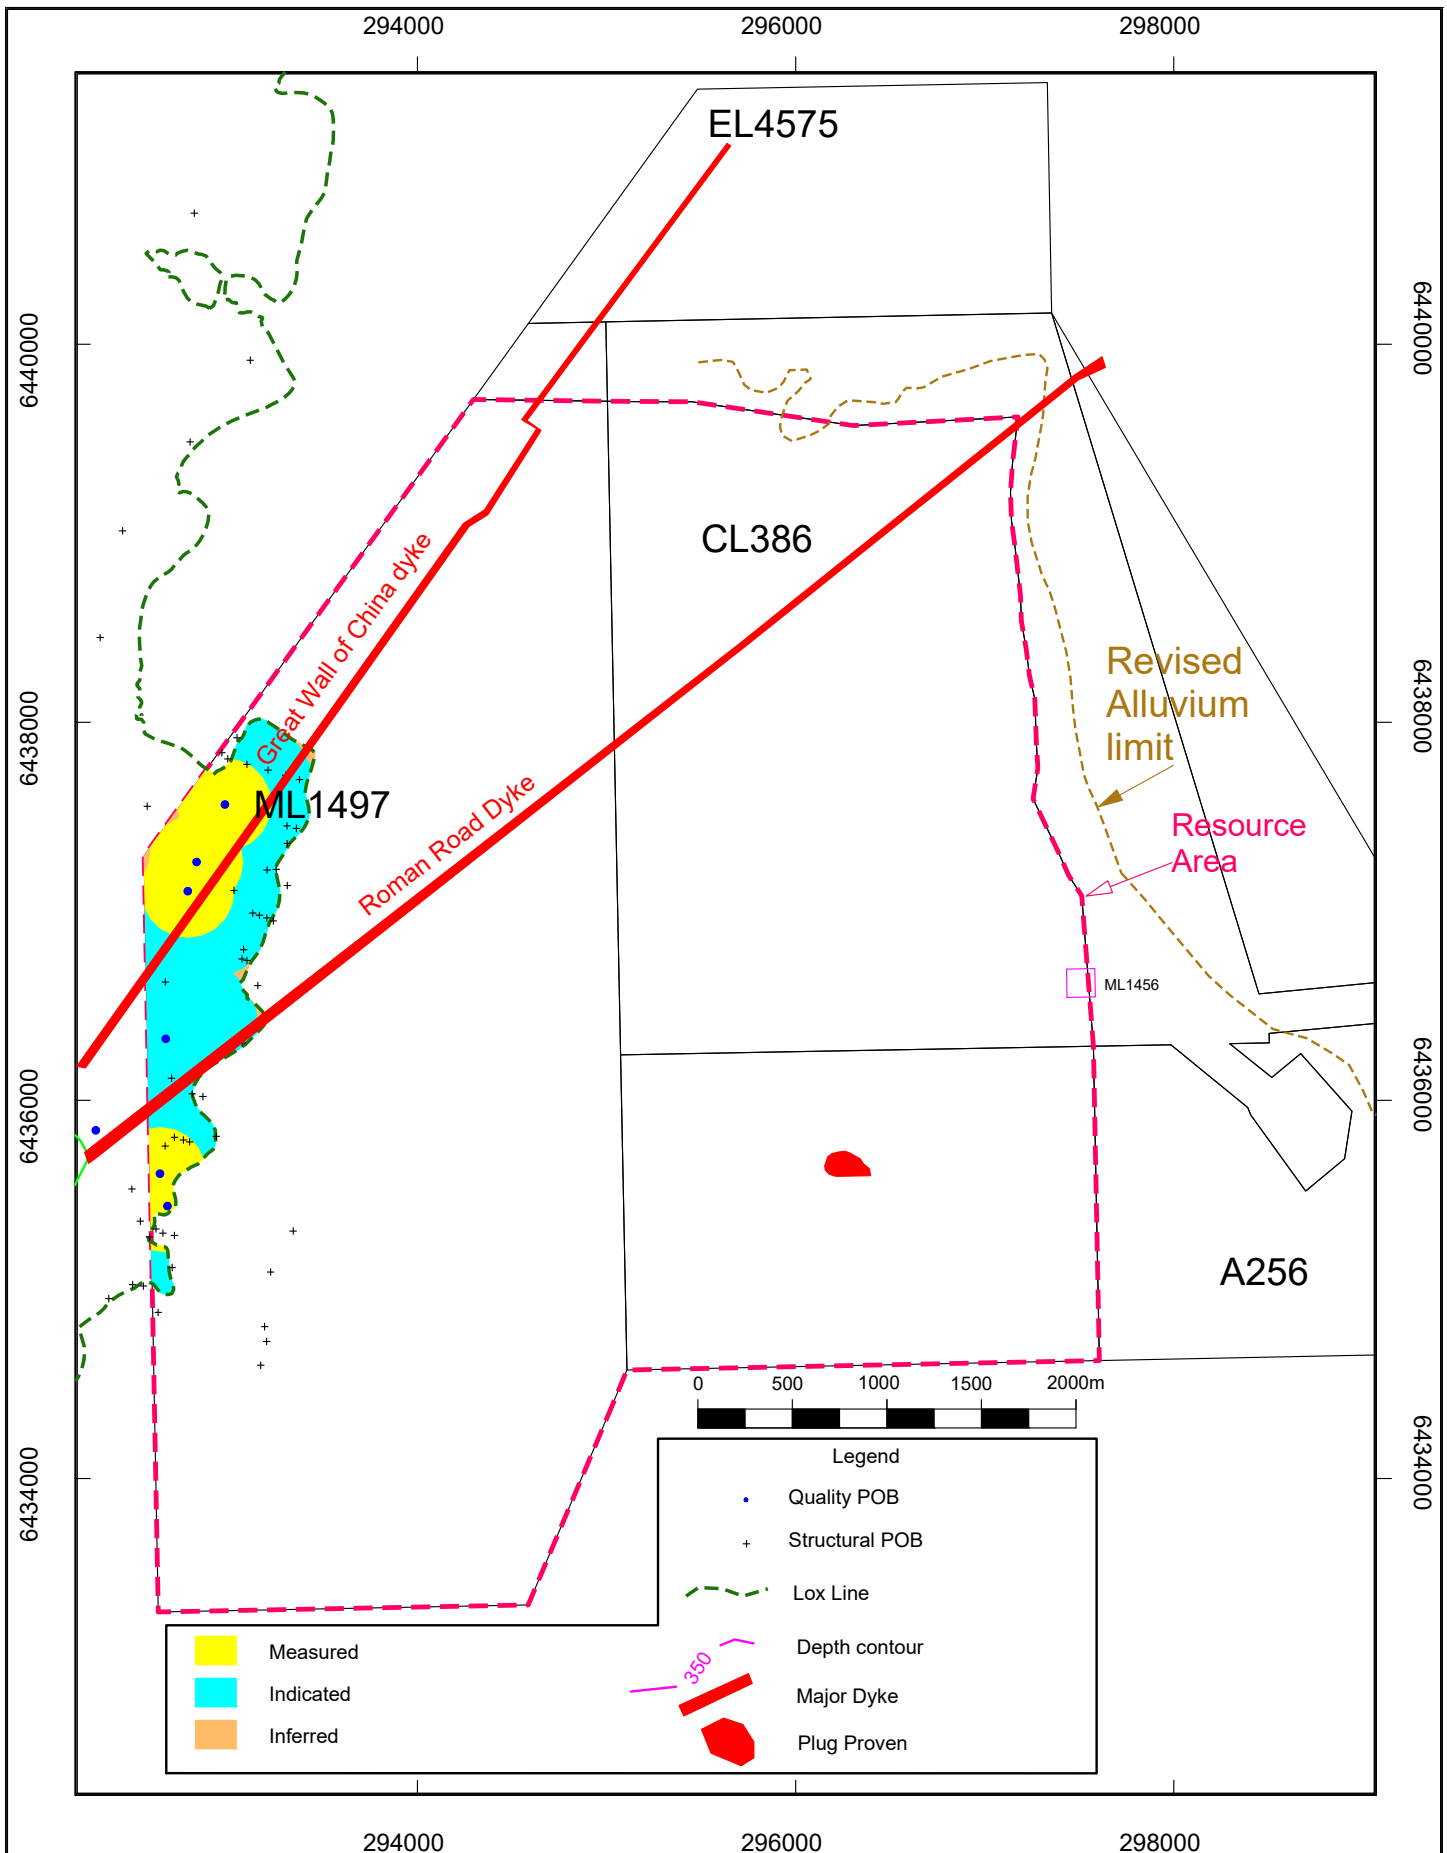 294000
296000
298000
EL4575
6440000
6440000
CL386
Great Wall of China dyke
Revised
Alluvium
limit
6438000
6438000
ML1497
Roman Road Dyke
Resource
Area
ML1456
6436000
6436000
A256
0
500
1000
1500
2000m
6434000
6434000
Legend
Quality POB
Structural POB
Lox Line
Depth contour
350
Major Dyke
Plug Proven
Measured
Indicated
Inferred
294000
296000
298000